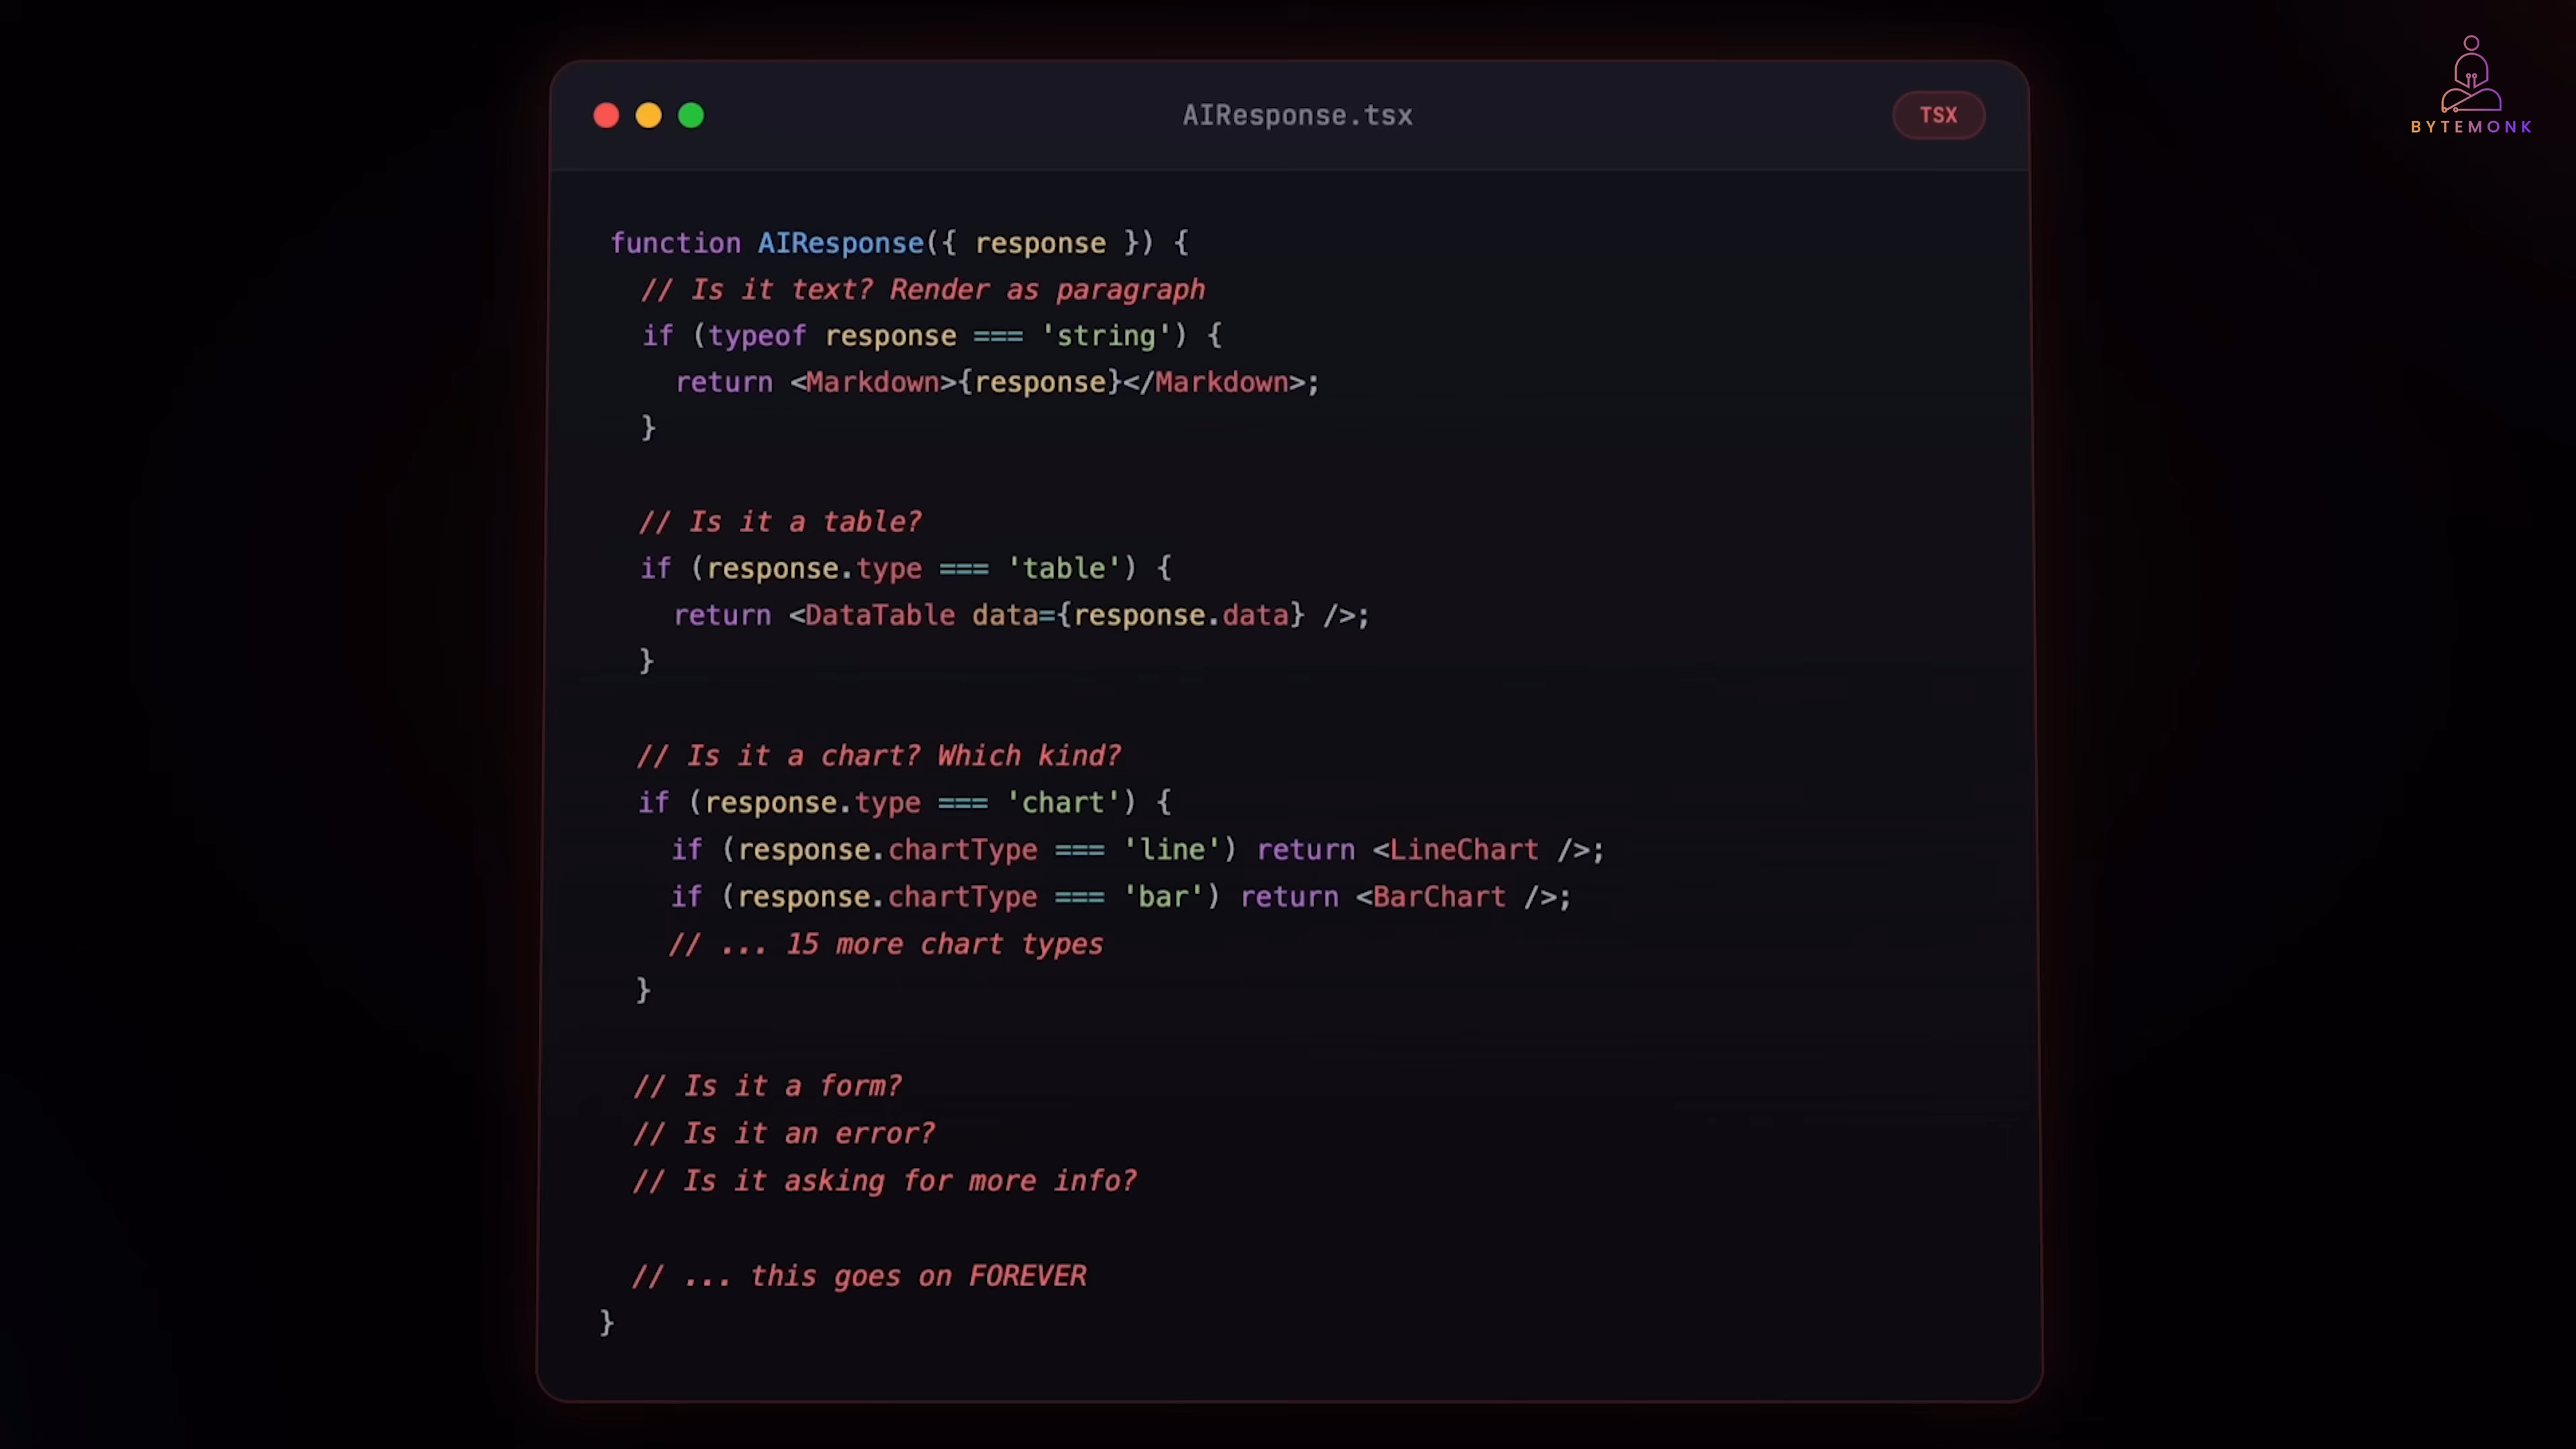 AIResponse.tsx
TSX
BYTEMONK
function AIResponse({ response }) {
// Is it text? Render as paragraph
if (typeof response === 'string') {
return <Markdown>{response}</Markdown>;
}
// Is it a table?
if (response.type === 'table') {
return <DataTable data={response.data} />;
}
// Is it a chart? Which kind?
if (response.type === 'chart') {
if (response.chartType === 'line') return <LineChart />;
if (response.chartType === 'bar') return <BarChart />;
// ... 15 more chart types
}
// Is it a form?
// Is it an error?
// Is it asking for more info?
// ... this goes on FOREVER
}